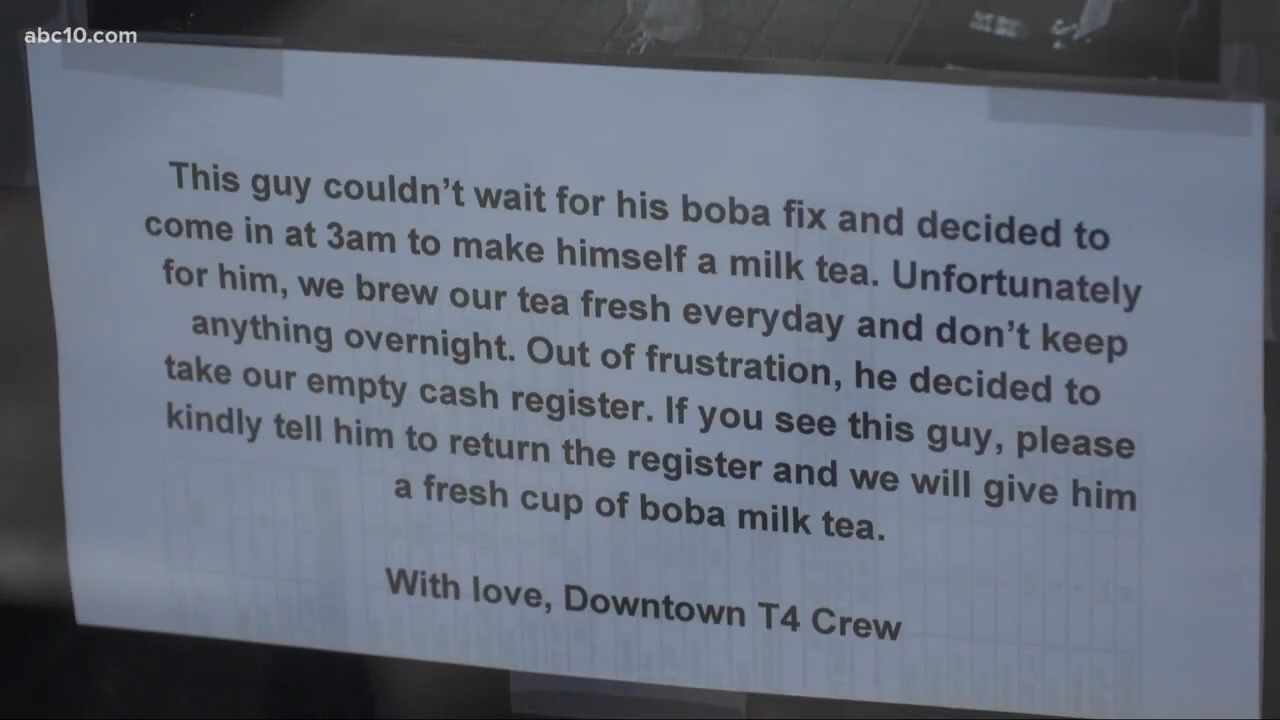 abc10.com
This guy couldn't wait for his boba fix and decided to
come in at 3am to make himself a milk tea. Unfortunately
for him, we brew our tea fresh everyday and don't keep
anything overnight. Out of frustration, he decided to
take our empty cash register. If you see this guy, please
kindly tell him to return the register and we will give him
a fresh cup of boba milk tea.
With love, Downtown T4 Crew